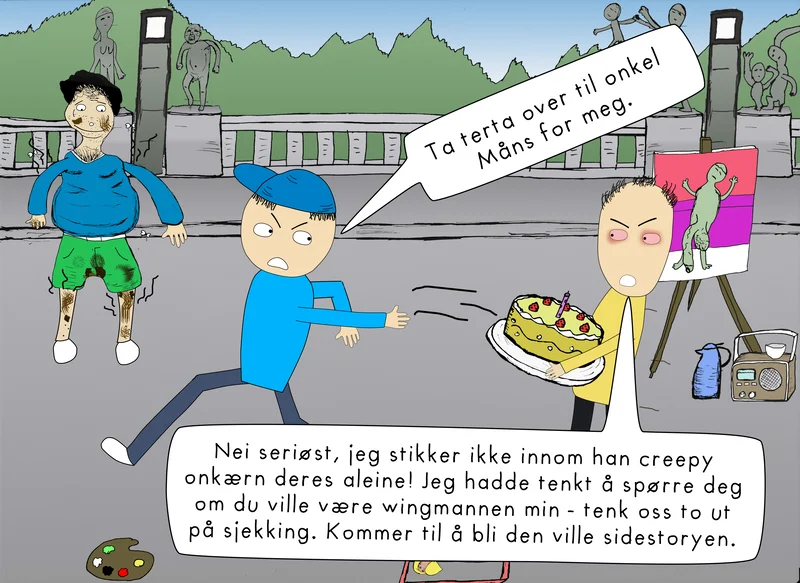 Ta terta over til onkel
Måns for meg.
Nei seriøst, jeg stikker ikke innom han creepy
onkærn deres aleine! Jeg hadde tenkt å spørre deg
om du ville være wingmannen min - tenk oss to ut
på sjekking. Kommer til å bli den ville sidestoryen.